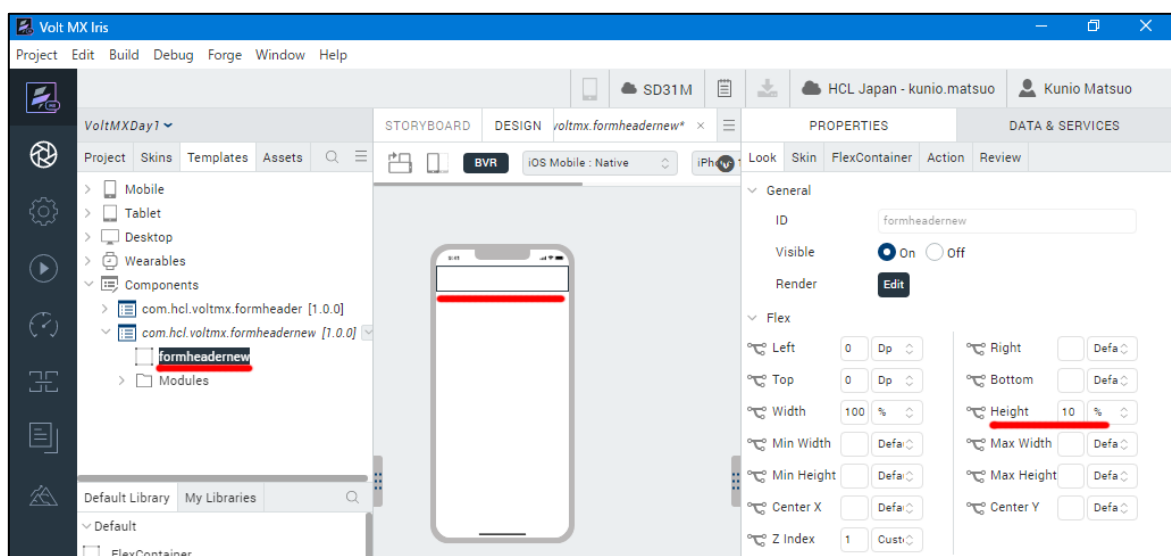 Volt MX Iris
Project Edit Build Debug Forge Window Help
SD31M HCL Japan - kunio.matsuo Kunio Matsuo
VoltMXDay1
STORYBOARD DESIGN voltmx.formheadernew* ×
PROPERTIES DATA & SERVICES
Project Skins Templates Assets
BVR iOS Mobile : Native
Look Skin FlexContainer Action Review
Mobile
Tablet
Desktop
Wearables
Components
com.hcl.voltmx.formheader [1.0.0]
com.hcl.voltmx.formheadernew [1.0.0]
formheadernew
Modules
Default Library My Libraries
Default
FlexContainer
9:41
General
ID formheadernew
Visible On Off
Render Edit
Flex
Left 0 Dp Right Defa
Top 0 Dp Bottom Defa
Width 100 % Height 10 %
Min Width Defa Max Width Defa
Min Height Defa Max Height Defa
Center X Defa Center Y Defa
Z Index 1 Cust